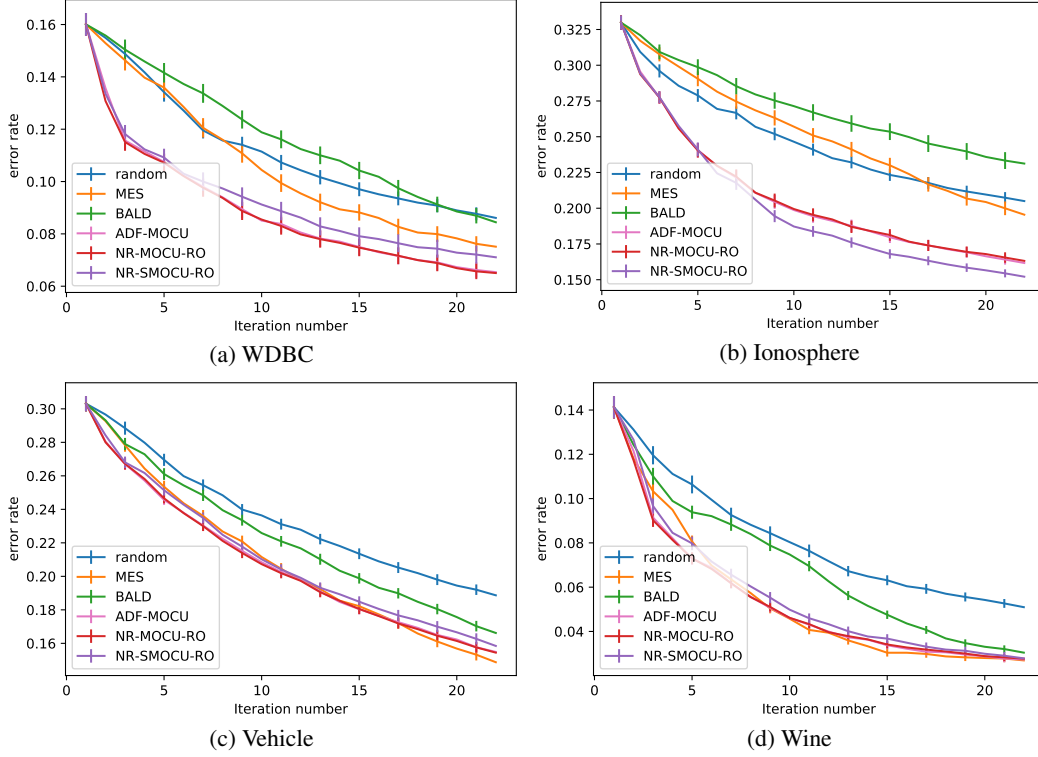 0.16
0.14
0.12
0.10
0.08
0.06
error rate
random
MES
BALD
ADF-MOCU
NR-MOCU-RO
NR-SMOCU-RO
0 5 10 15 20
Iteration number
(a) WDBC
0.325
0.300
0.275
0.250
0.225
0.200
0.175
0.150
error rate
random
MES
BALD
ADF-MOCU
NR-MOCU-RO
NR-SMOCU-RO
0 5 10 15 20
Iteration number
(b) Ionosphere
0.30
0.28
0.26
0.24
0.22
0.20
0.18
0.16
error rate
random
MES
BALD
ADF-MOCU
NR-MOCU-RO
NR-SMOCU-RO
0 5 10 15 20
Iteration number
(c) Vehicle
0.14
0.12
0.10
0.08
0.06
0.04
error rate
random
MES
BALD
ADF-MOCU
NR-MOCU-RO
NR-SMOCU-RO
0 5 10 15 20
Iteration number
(d) Wine